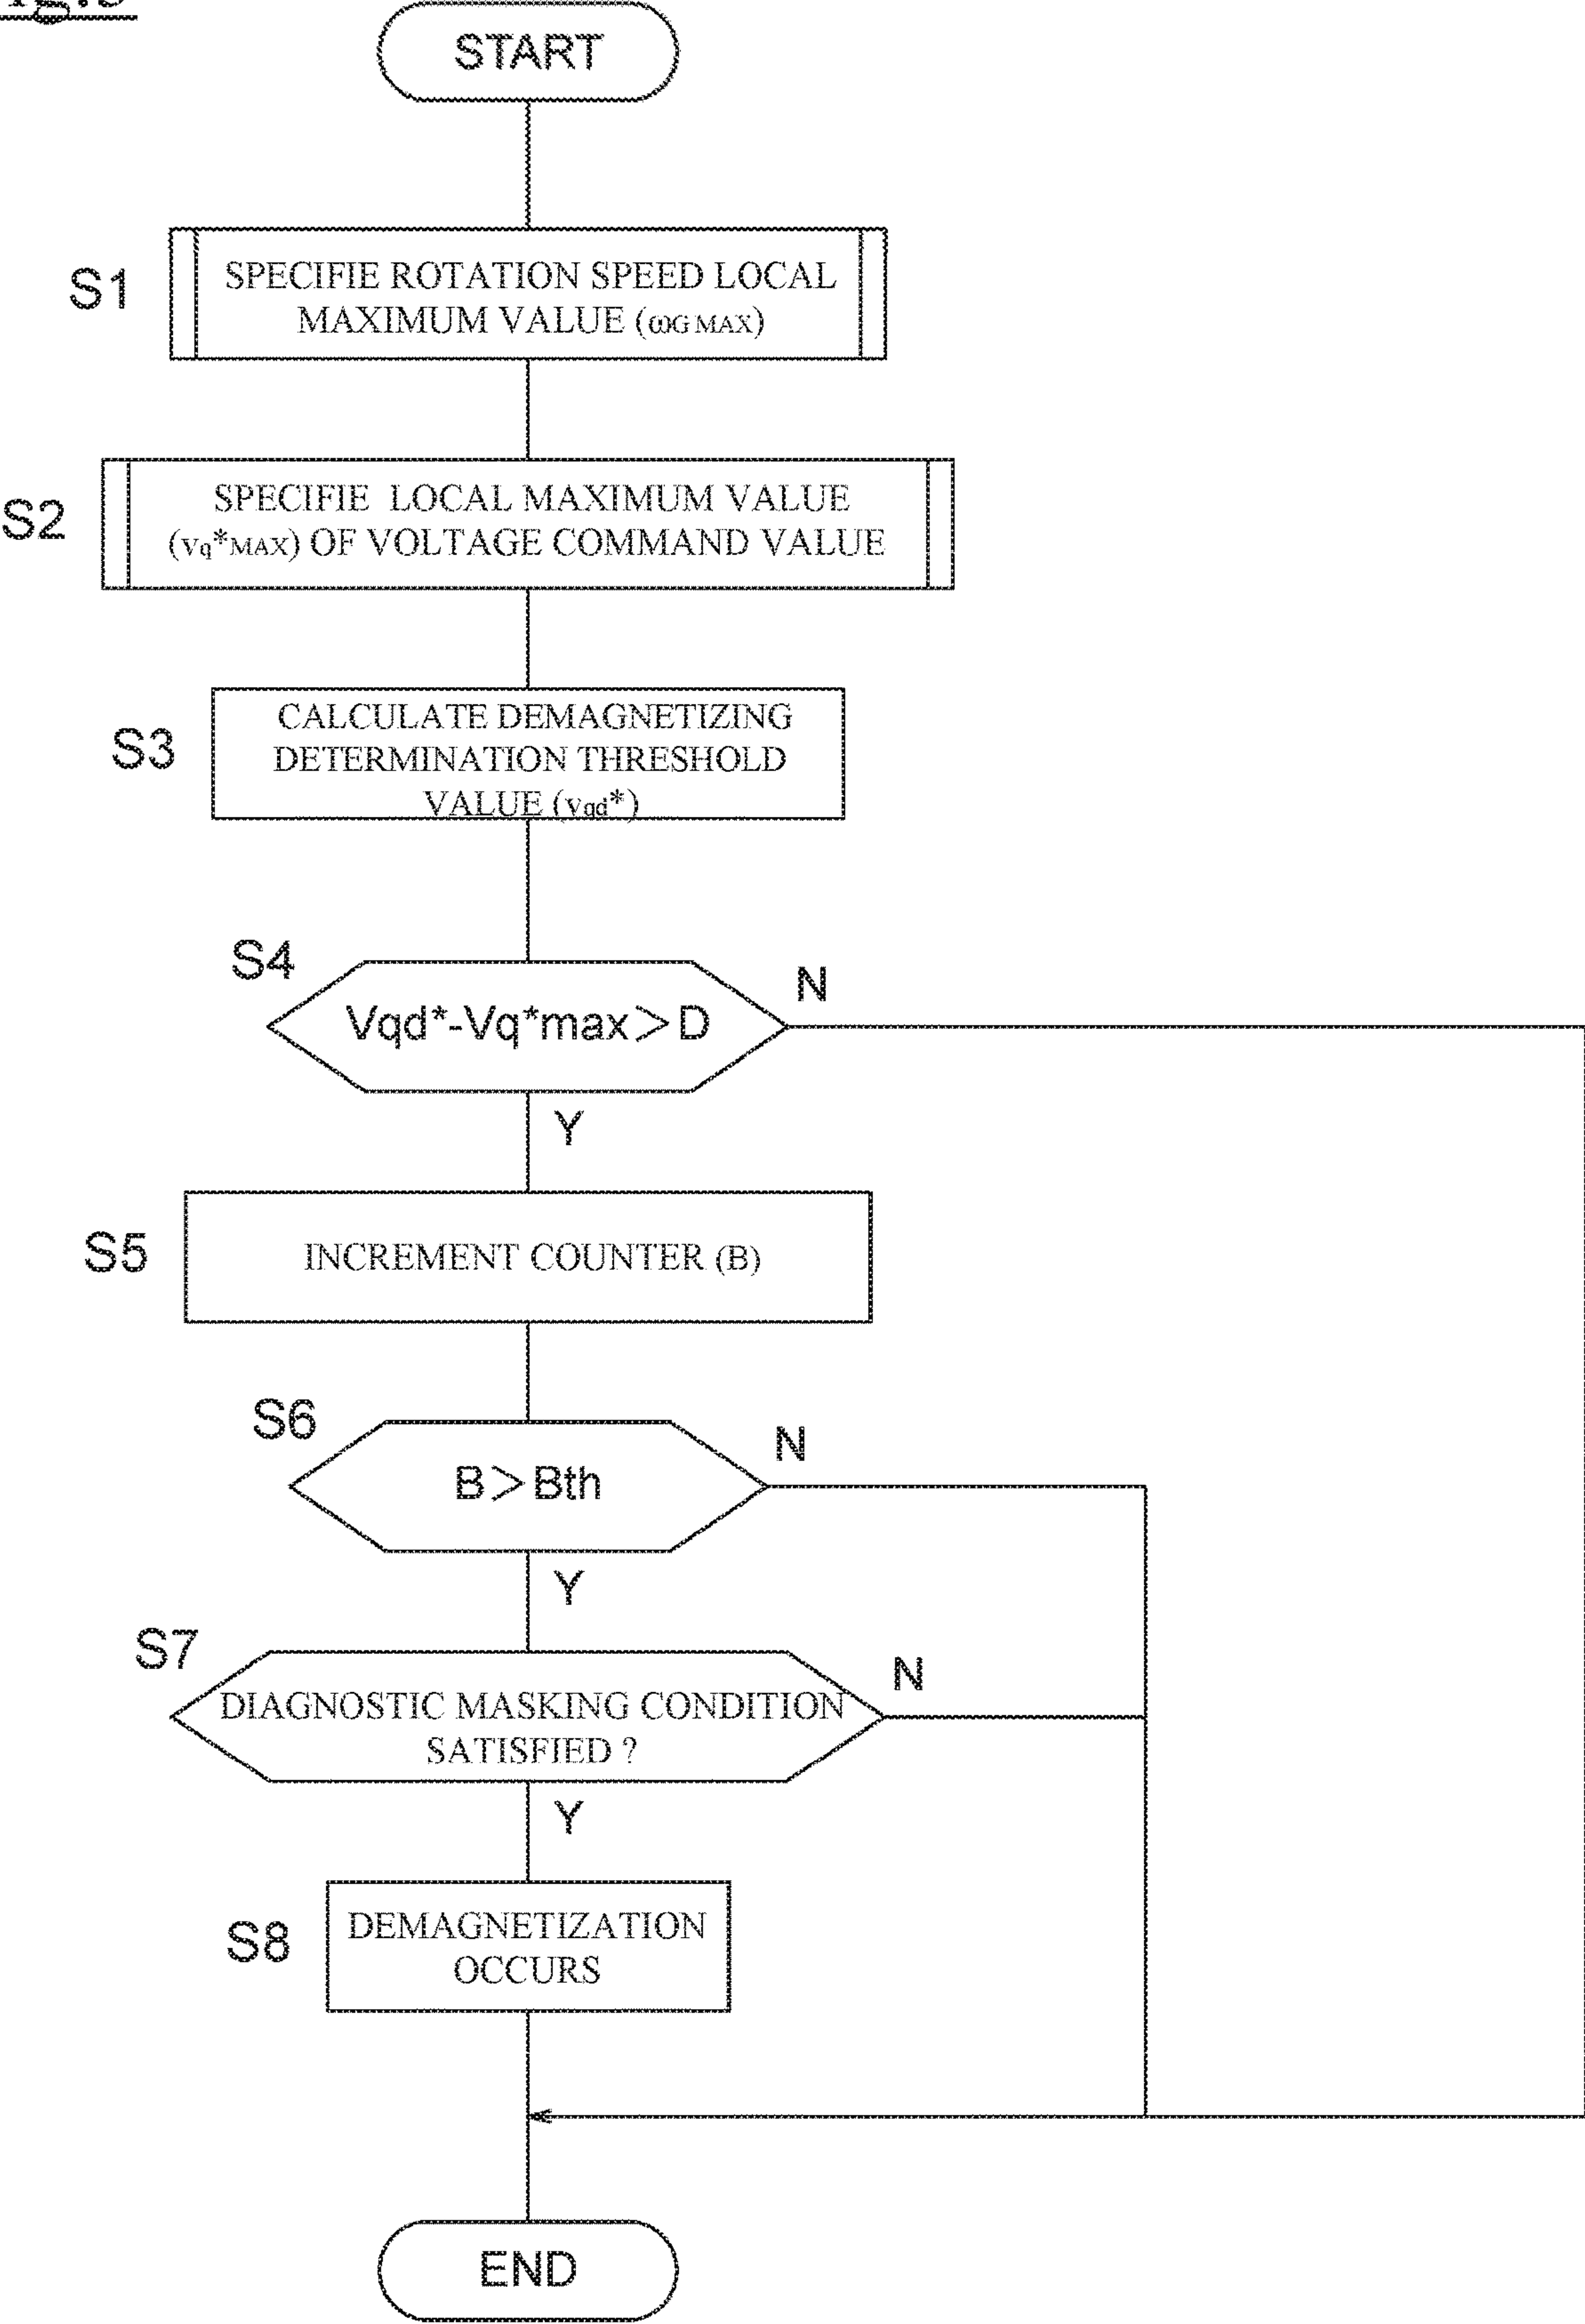 START
S1
SPECIFIE ROTATION SPEED LOCAL
MAXIMUM VALUE (ωG MAX)
S2
SPECIFIE LOCAL MAXIMUM VALUE
(vq*MAX) OF VOLTAGE COMMAND VALUE
S3
CALCULATE DEMAGNETIZING
DETERMINATION THRESHOLD
VALUE (vqd*)
S4
Vqd*-Vq*max>D
N
Y
S5
INCREMENT COUNTER (B)
S6
B>Bth
N
Y
S7
DIAGNOSTIC MASKING CONDITION
SATISFIED ?
N
Y
S8
DEMAGNETIZATION
OCCURS
END